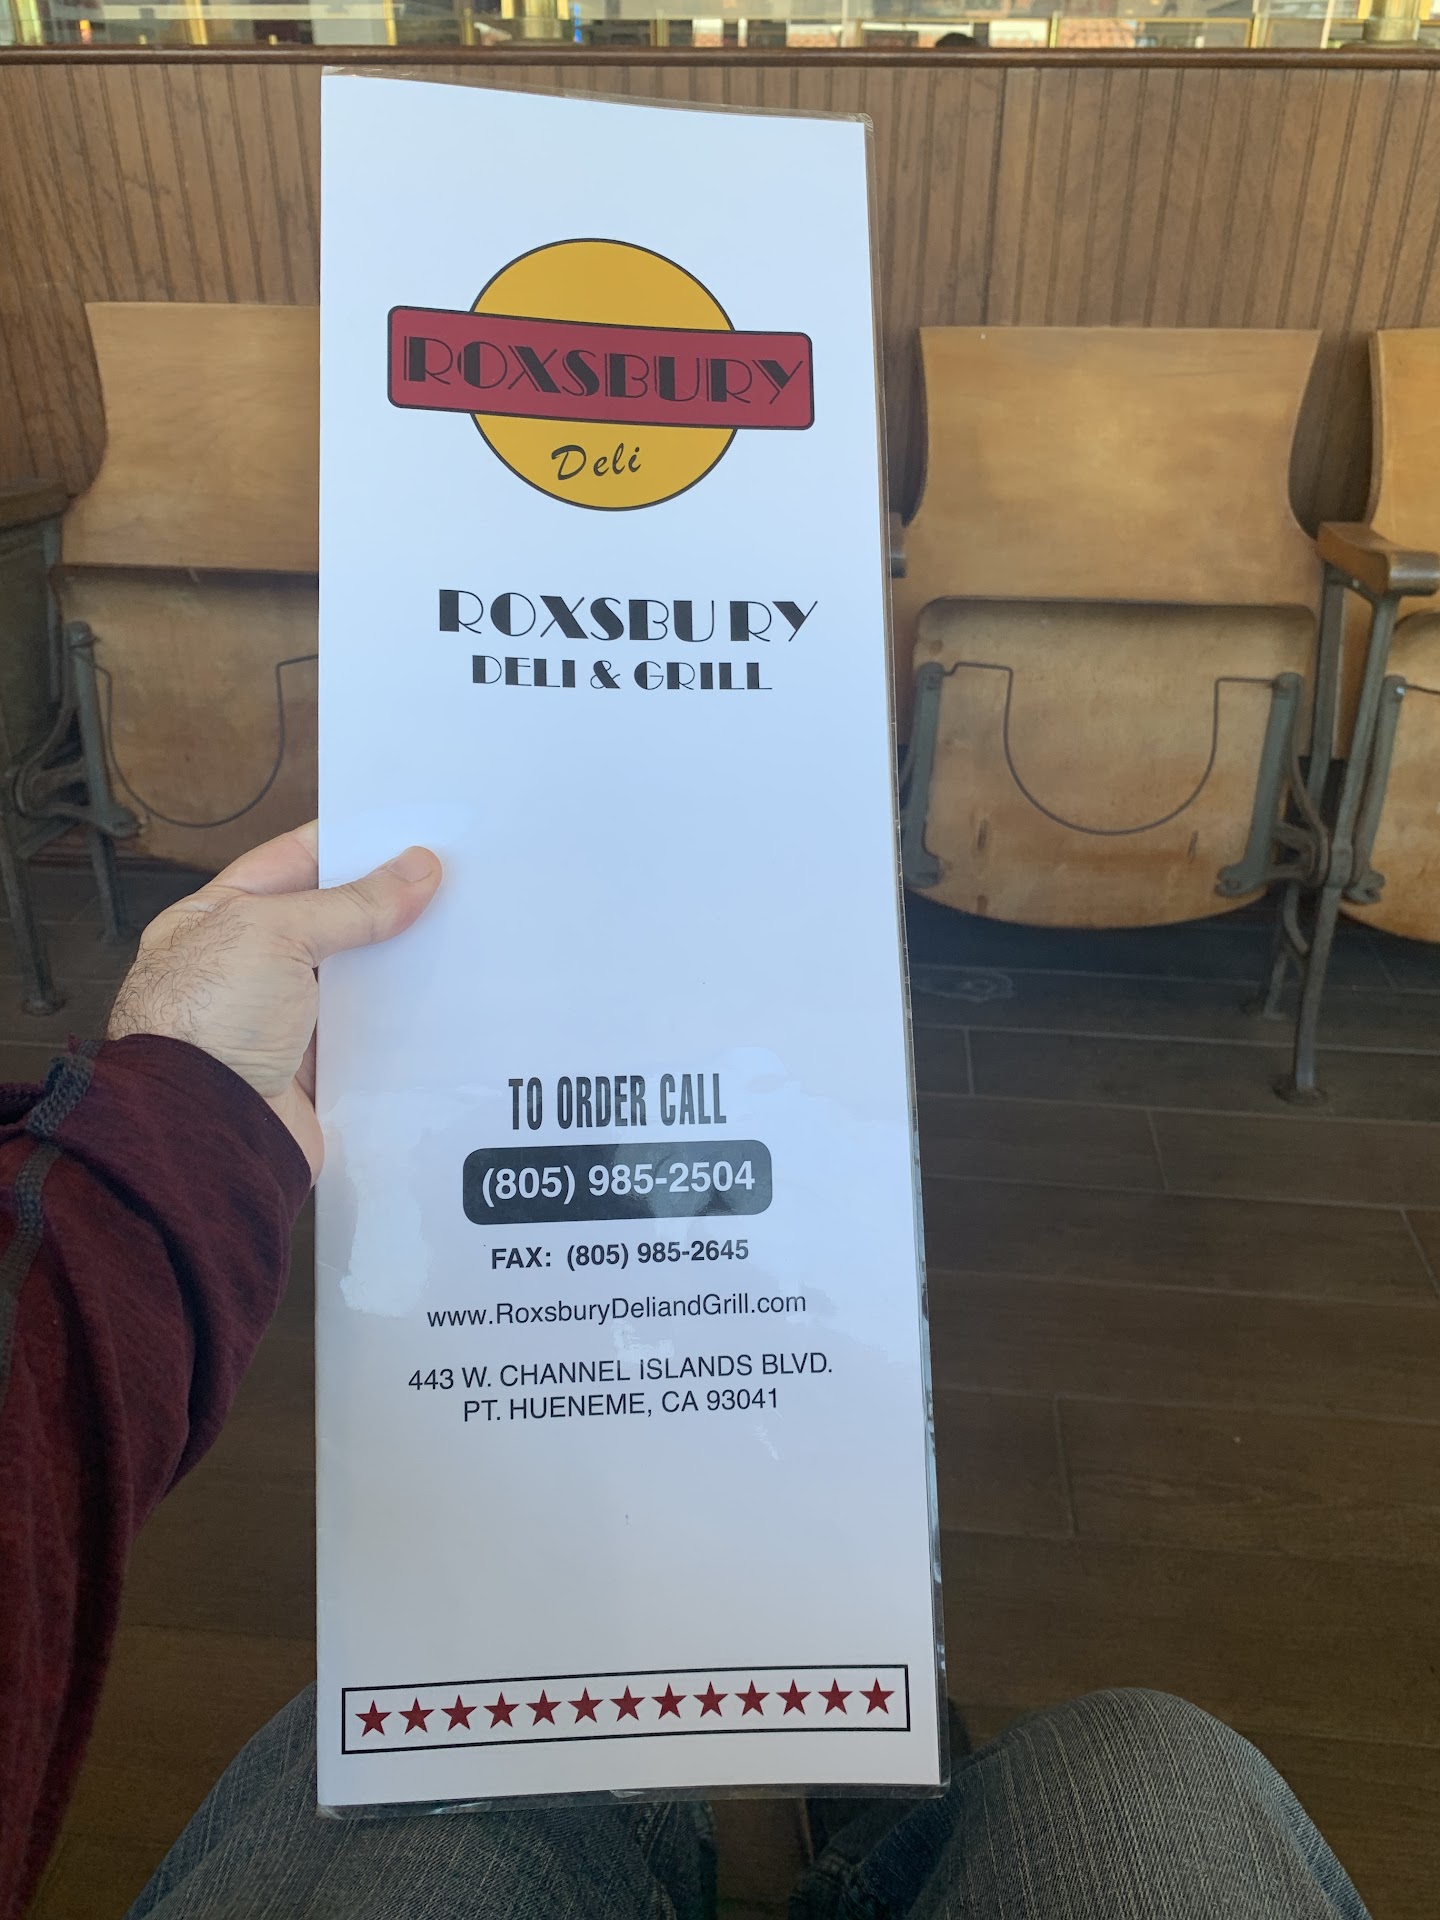 ROXSBURY
Deli
ROXSBURY
DELI & GRILL
TO ORDER CALL
(805) 985-2504
FAX: (805) 985-2645
www.RoxsburyDeliandGrill.com
443 W. CHANNEL ISLANDS BLVD.
PT. HUENEME, CA 93041